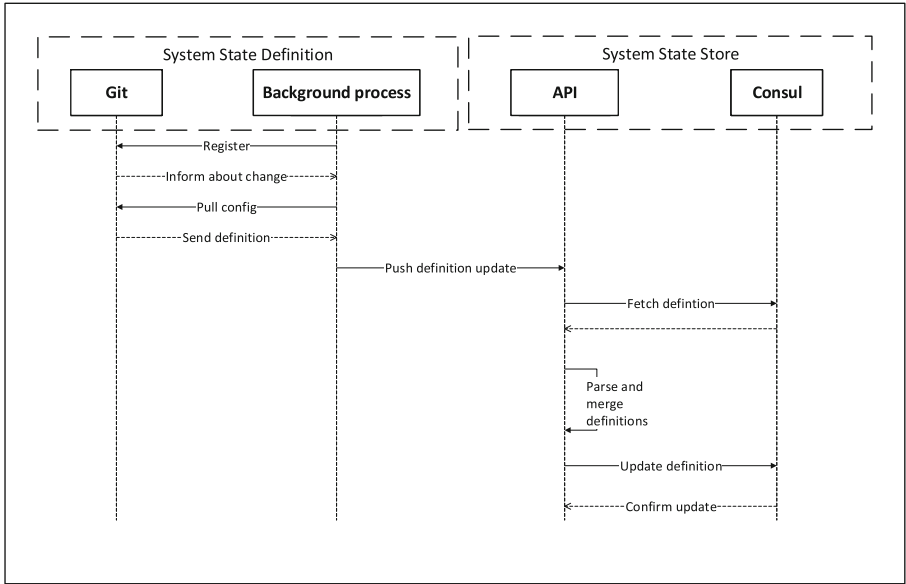 System State Definition
System State Store
Git
Background process
API
Consul
Register
Inform about change
Pull config
Send definition
Push definition update
Fetch defintion
Parse and
merge
definitions
Update definition
Confirm update